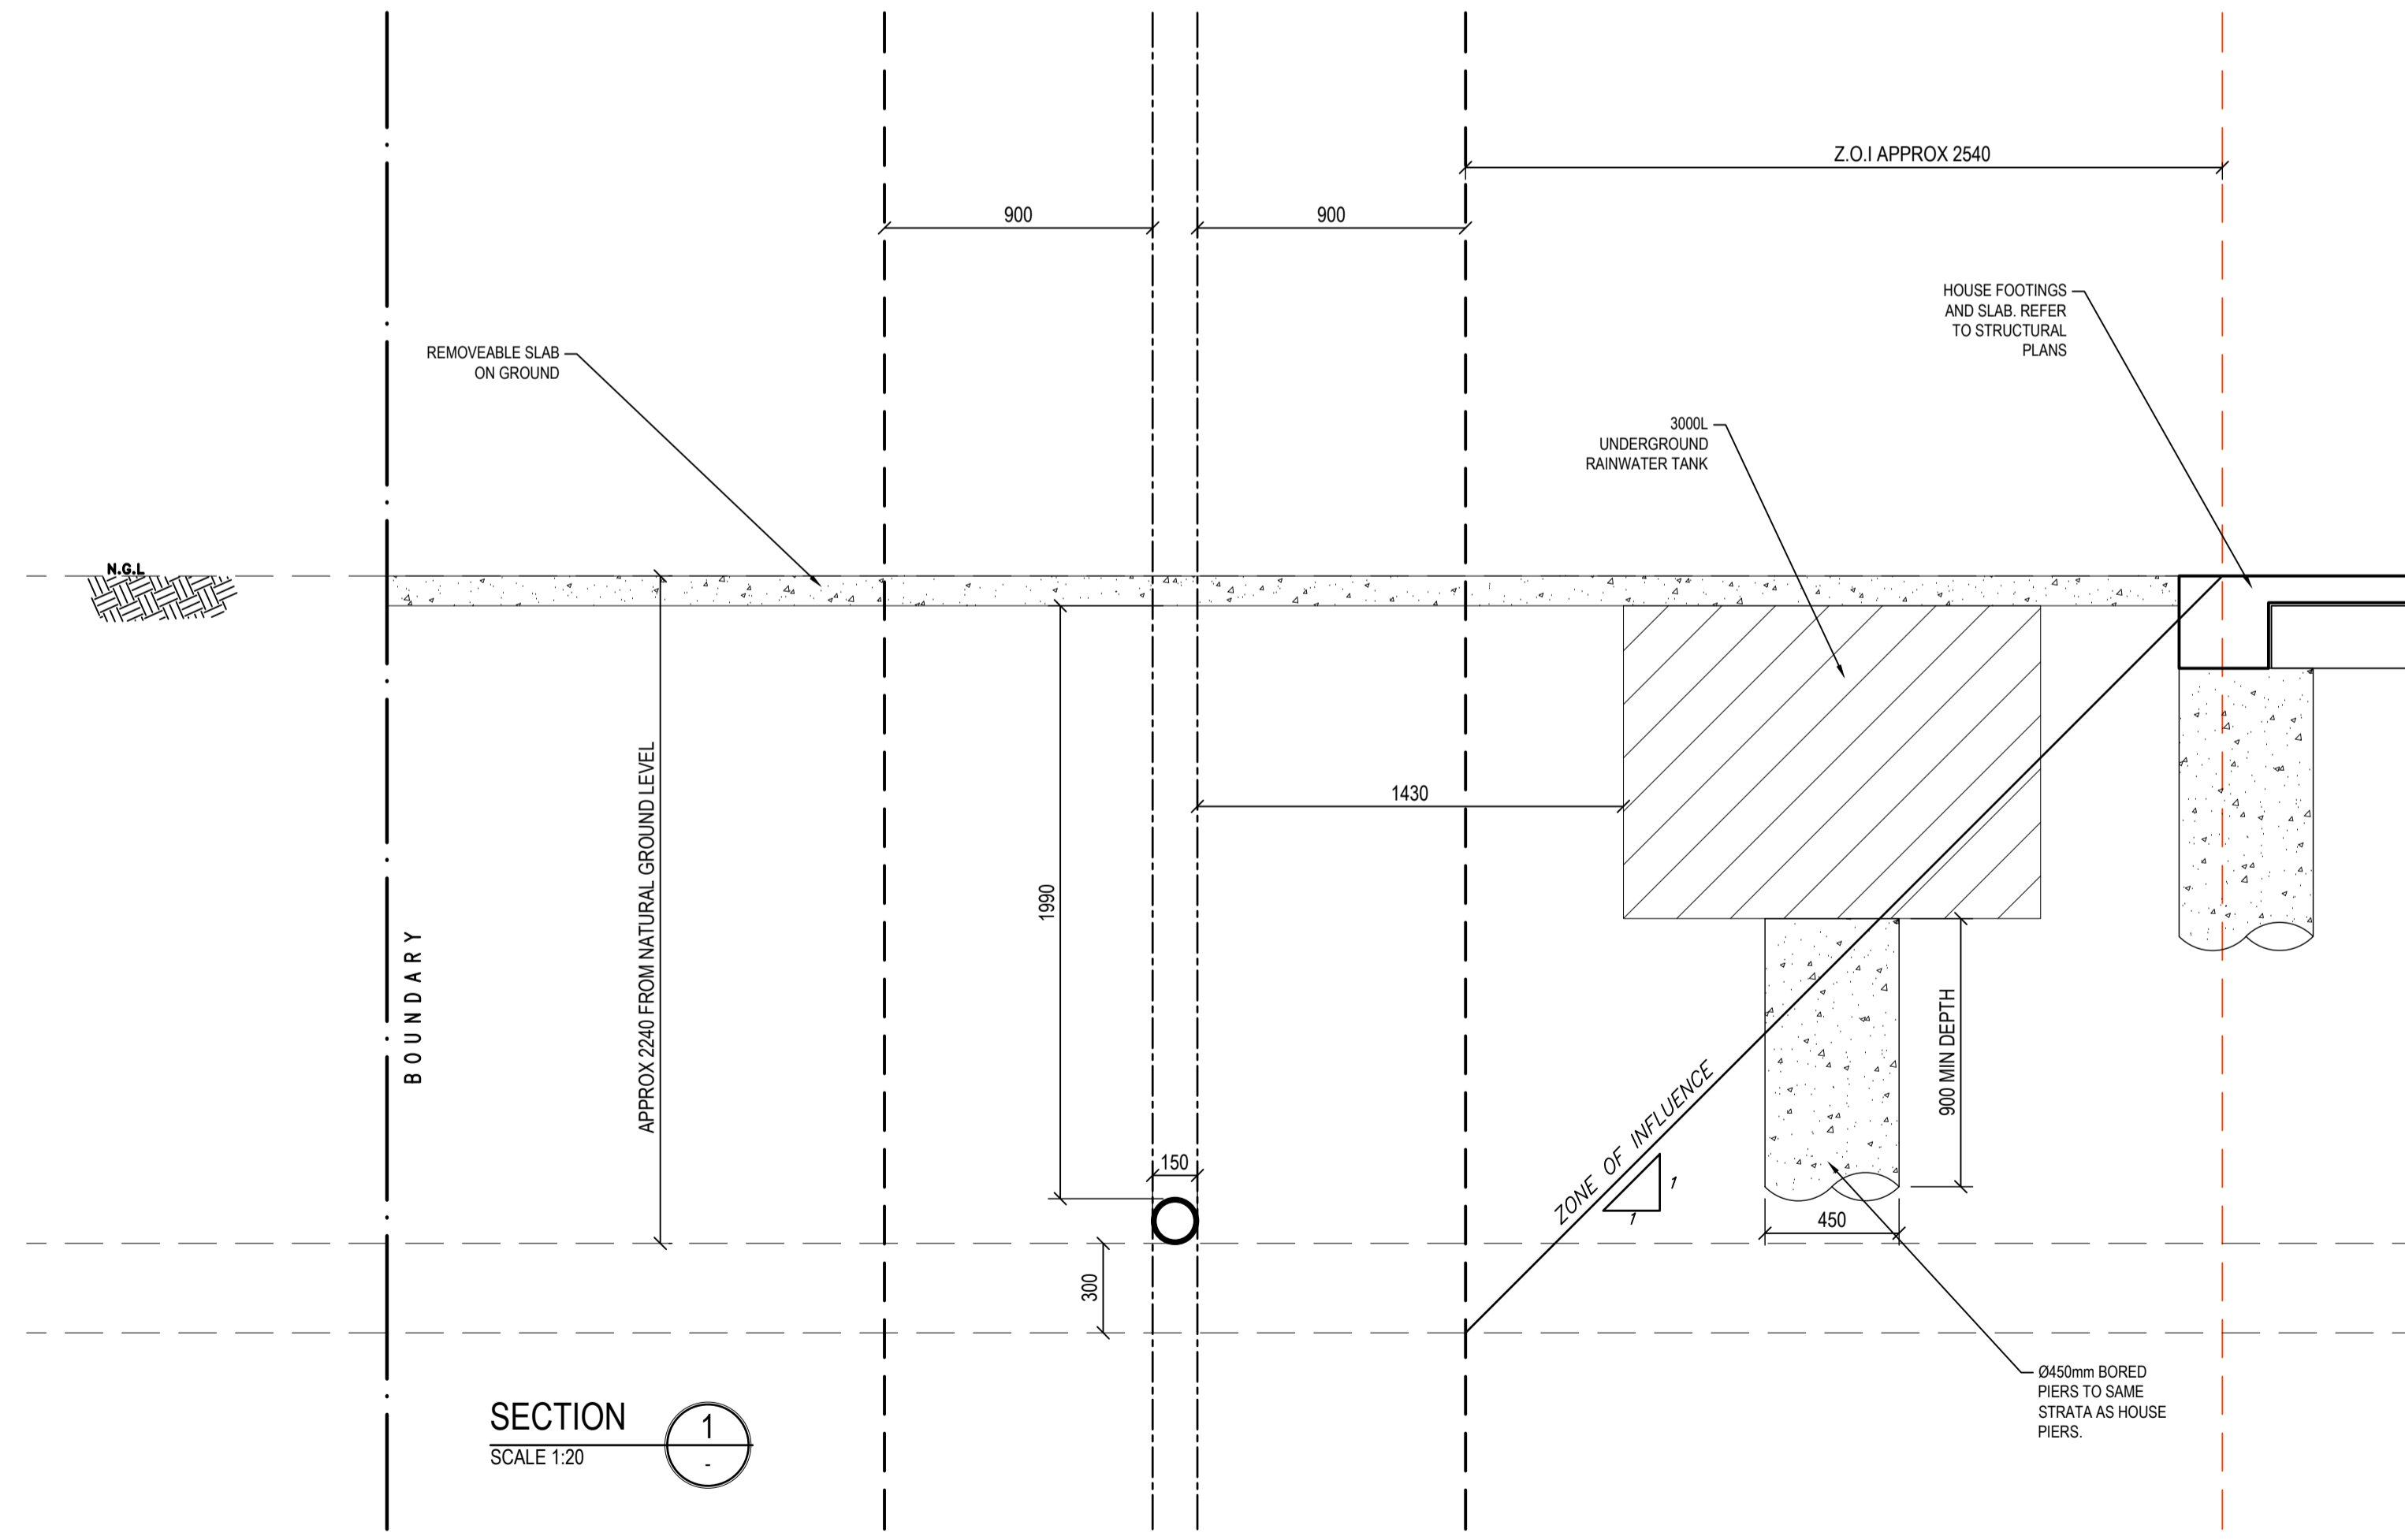 Z.O.I APPROX 2540
900
900
HOUSE FOOTINGS
AND SLAB. REFER
TO STRUCTURAL
PLANS
REMOVEABLE SLAB
ON GROUND
3000L
UNDERGROUND
RAINWATER TANK
N.G.L
1430
APPROX 2240 FROM NATURAL GROUND LEVEL
1990
BOUNDARY
900 MIN DEPTH
ZONE OF INFLUENCE
1
1
150
450
300
Ø450mm BORED
PIERS TO SAME
STRATA AS HOUSE
PIERS.
SECTION
1
SCALE 1:20
-